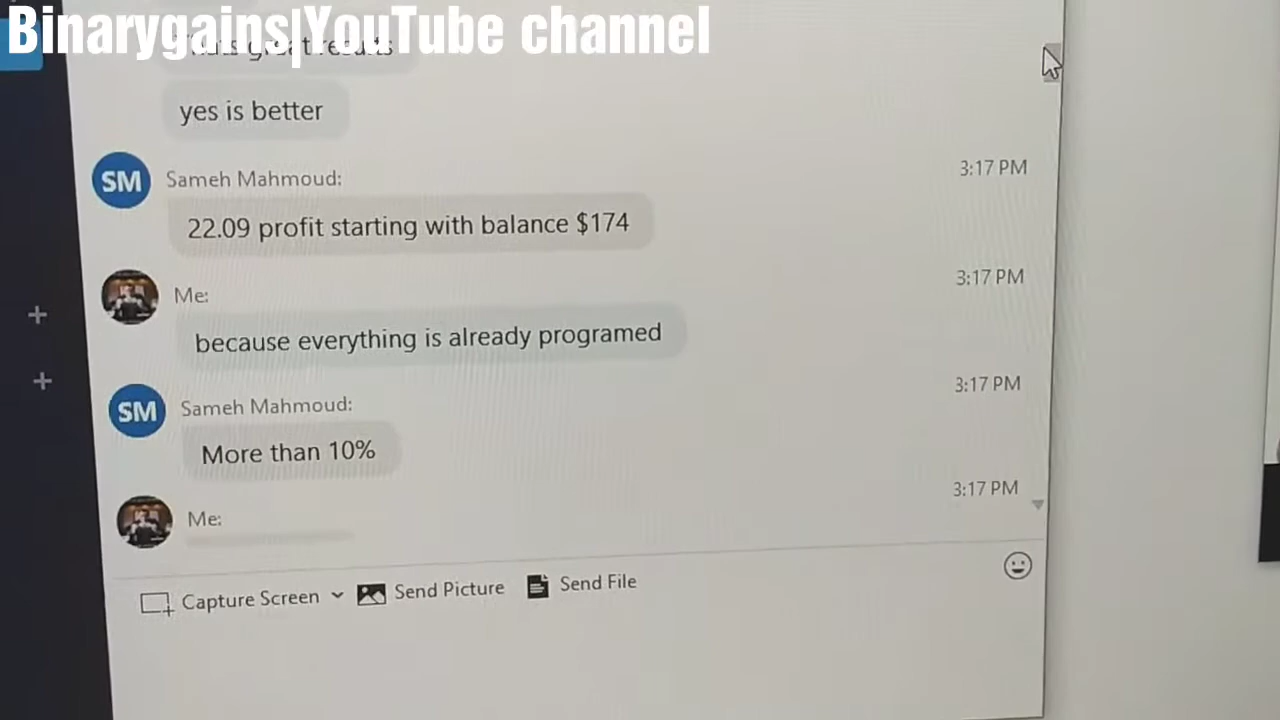 Binarygains|YouTube channel
yes is better
Sameh Mahmoud:
3:17 PM
SM
22.09 profit starting with balance $174
Me:
3:17 PM
because everything is already programed
Sameh Mahmoud:
3:17 PM
SM
More than 10%
Me:
3:17 PM
Capture Screen
Send Picture
Send File